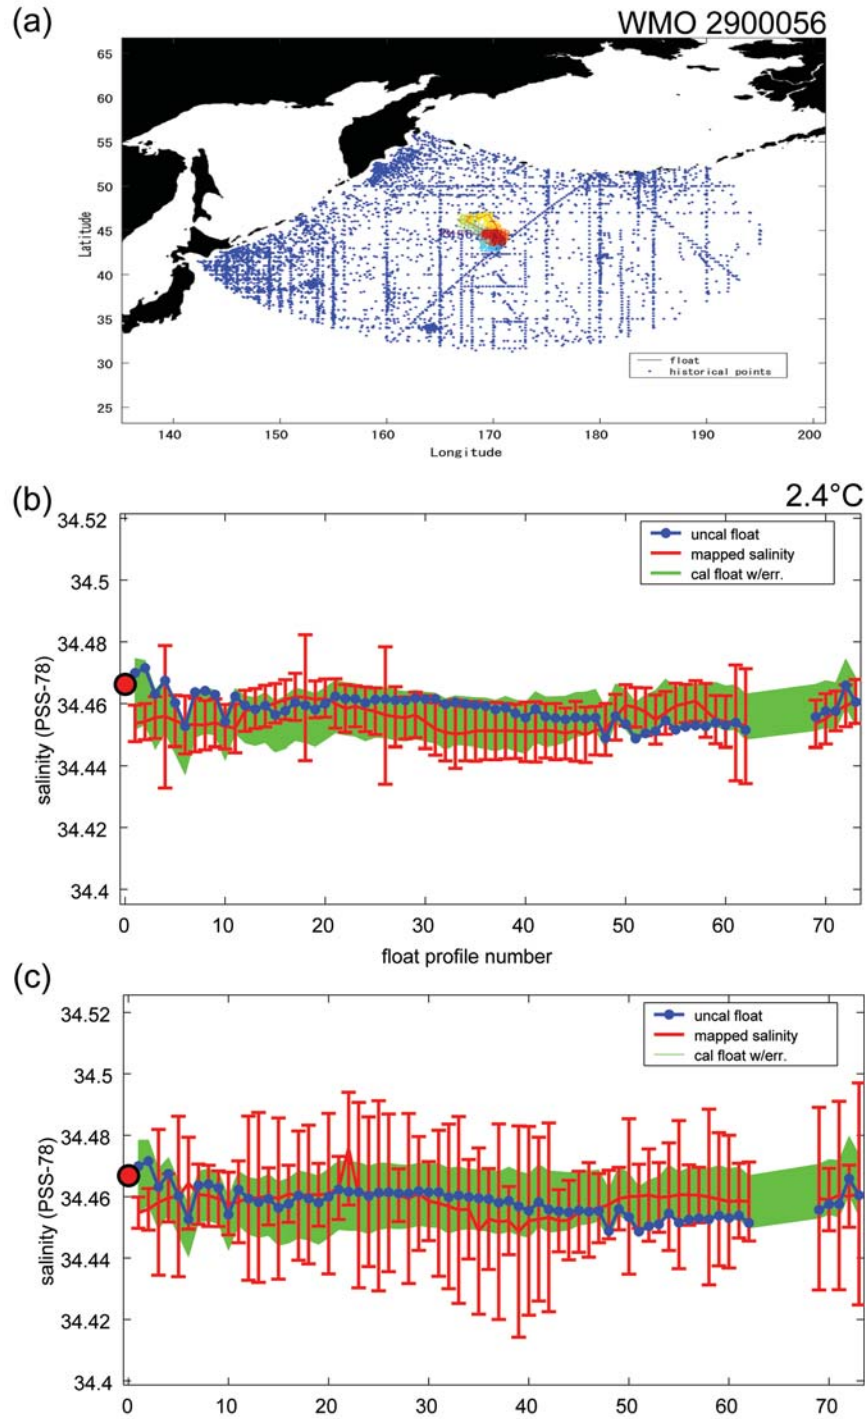 (a)
WMO 2900056
65
60
55
50
45
40
35
30
25
Latitude
float
historical points
140 150 160 170 180 190 200
Longitude
(b)
2.4°C
34.52
34.5
34.48
34.46
34.44
34.42
34.4
salinity (PSS-78)
uncal float
mapped salinity
cal float w/err.
0 10 20 30 40 50 60 70
float profile number
(c)
34.52
34.5
34.48
34.46
34.44
34.42
34.4
salinity (PSS-78)
uncal float
mapped salinity
cal float w/err.
0 10 20 30 40 50 60 70